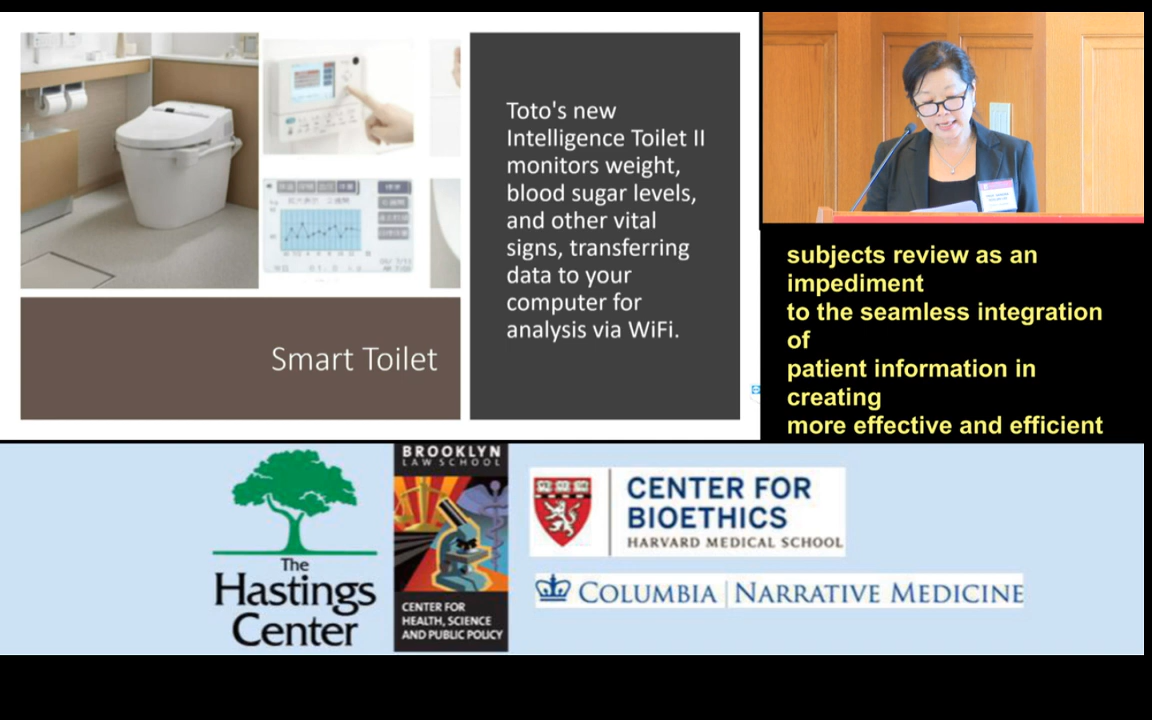 Toto's new
Intelligence Toilet II
monitors weight,
blood sugar levels,
and other vital
signs, transferring
data to your
computer for
analysis via WiFi.
Smart Toilet
subjects review as an
impediment
to the seamless integration
of
patient information in
creating
more effective and efficient
The
Hastings
Center
BROOKLYN
LAW SCHOOL
CENTER FOR
HEALTH, SCIENCE
AND PUBLIC POLICY
CENTER FOR
BIOETHICS
HARVARD MEDICAL SCHOOL
COLUMBIA | NARRATIVE MEDICINE